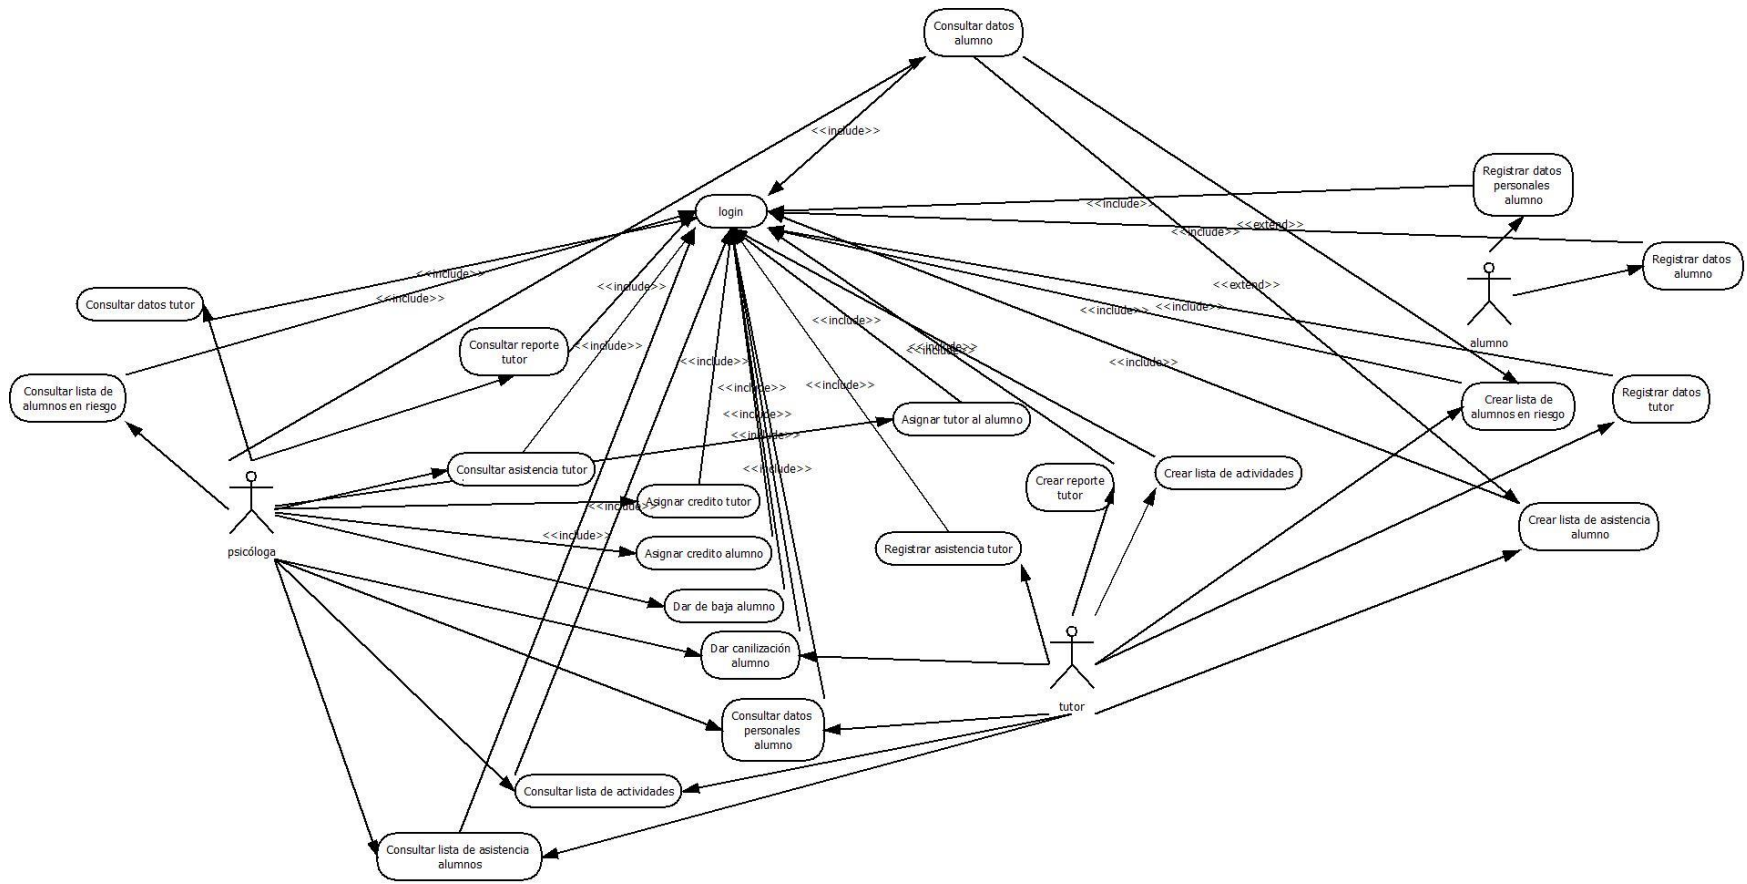 Consultar datos
alumno
<<include>>
Registrar datos
personales
alumno
login
<<include>>
<<include>>
<<extend>>
Registrar datos
alumno
<<include>>
<<include>>
<<include>>
<<extend>>
Consultar datos tutor
<<include>>
<<include>>
<<include>>
alumno
Consultar reporte
tutor
<<include>>
<<include>>
<<include>>
<<include>>
<<include>>
Consultar lista de
alumnos en riesgo
<<include>>
<<include>>
Crear lista de
alumnos en riesgo
Registrar datos
tutor
<<include>>
Asignar tutor al alumno
<<include>>
Consultar asistencia tutor
<<include>>
Crear reporte
tutor
Crear lista de actividades
Asignar credito tutor
<<include>>
Crear lista de asistencia
alumno
<<include>>
psicóloga
Asignar credito alumno
Registrar asistencia tutor
Dar de baja alumno
Dar canilización
alumno
tutor
Consultar datos
personales
alumno
Consultar lista de actividades
Consultar lista de asistencia
alumnos